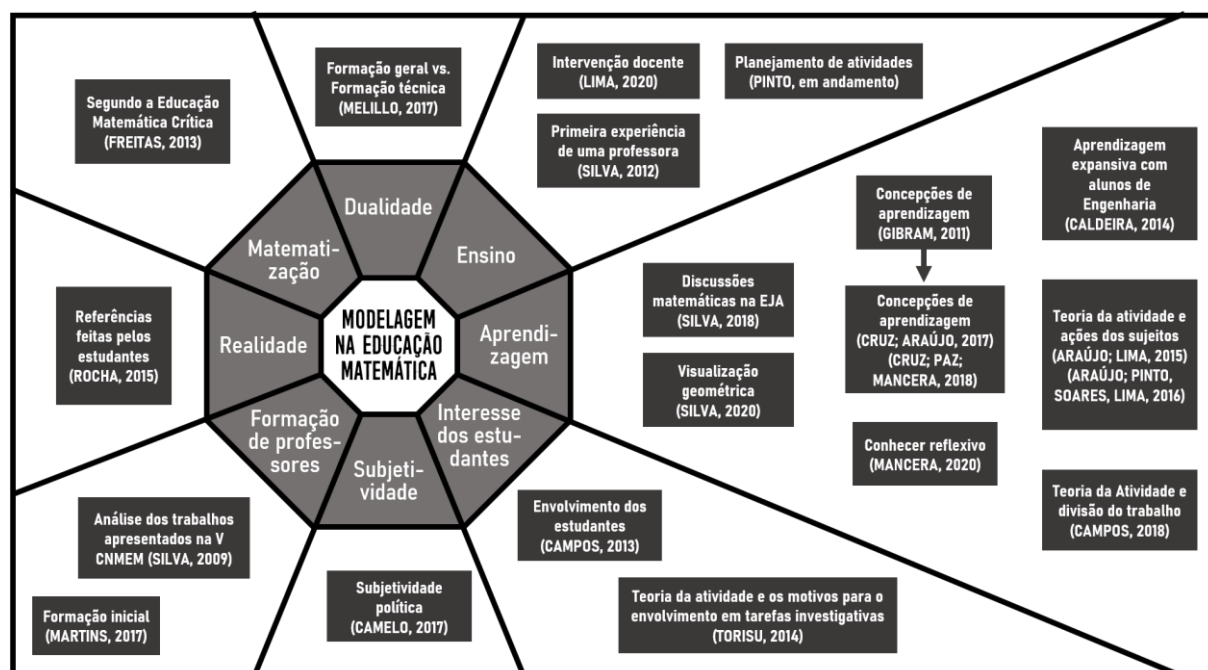 Segundo a Educação
Matemática Crítica
(FREITAS, 2013)
Formação geral vs.
Formação técnica
(MELILLO, 2017)
Intervenção docente
(LIMA, 2020)
Planejamento de atividades
(PINTO, em andamento)
Primeira experiência
de uma professora
(SILVA, 2012)
Aprendizagem
expansiva com
alunos de
Engenharia
(CALDEIRA, 2014)
Concepções de
aprendizagem
(GIBRAM, 2011)
Dualidade
Matemati-
zação
Ensino
Realidade
MODELAGEM
NA EDUCAÇÃO
MATEMÁTICA
Aprendi-
zagem
Formação
de profes-
sores
Subjeti-
vidade
Interesse
dos estu-
dantes
Referências
feitas pelos
estudantes
(ROCHA, 2015)
Discussões
matemáticas na EJA
(SILVA, 2018)
Visualização
geométrica
(SILVA, 2020)
Concepções de
aprendizagem
(CRUZ; ARAÚJO, 2017)
(CRUZ; PAZ;
MANCERA, 2018)
Teoria da atividade e
ações dos sujeitos
(ARAÚJO; LIMA, 2015)
(ARAÚJO; PINTO,
SOARES, LIMA, 2016)
Conhecer reflexivo
(MANCERA, 2020)
Teoria da Atividade e
divisão do trabalho
(CAMPOS, 2018)
Análise dos trabalhos
apresentados na V
CNMEM (SILVA, 2009)
Formação inicial
(MARTINS, 2017)
Subjetividade
política
(CAMELO, 2017)
Envolvimento dos
estudantes
(CAMPOS, 2013)
Teoria da atividade e os motivos para o
envolvimento em tarefas investigativas
(TORISU, 2014)